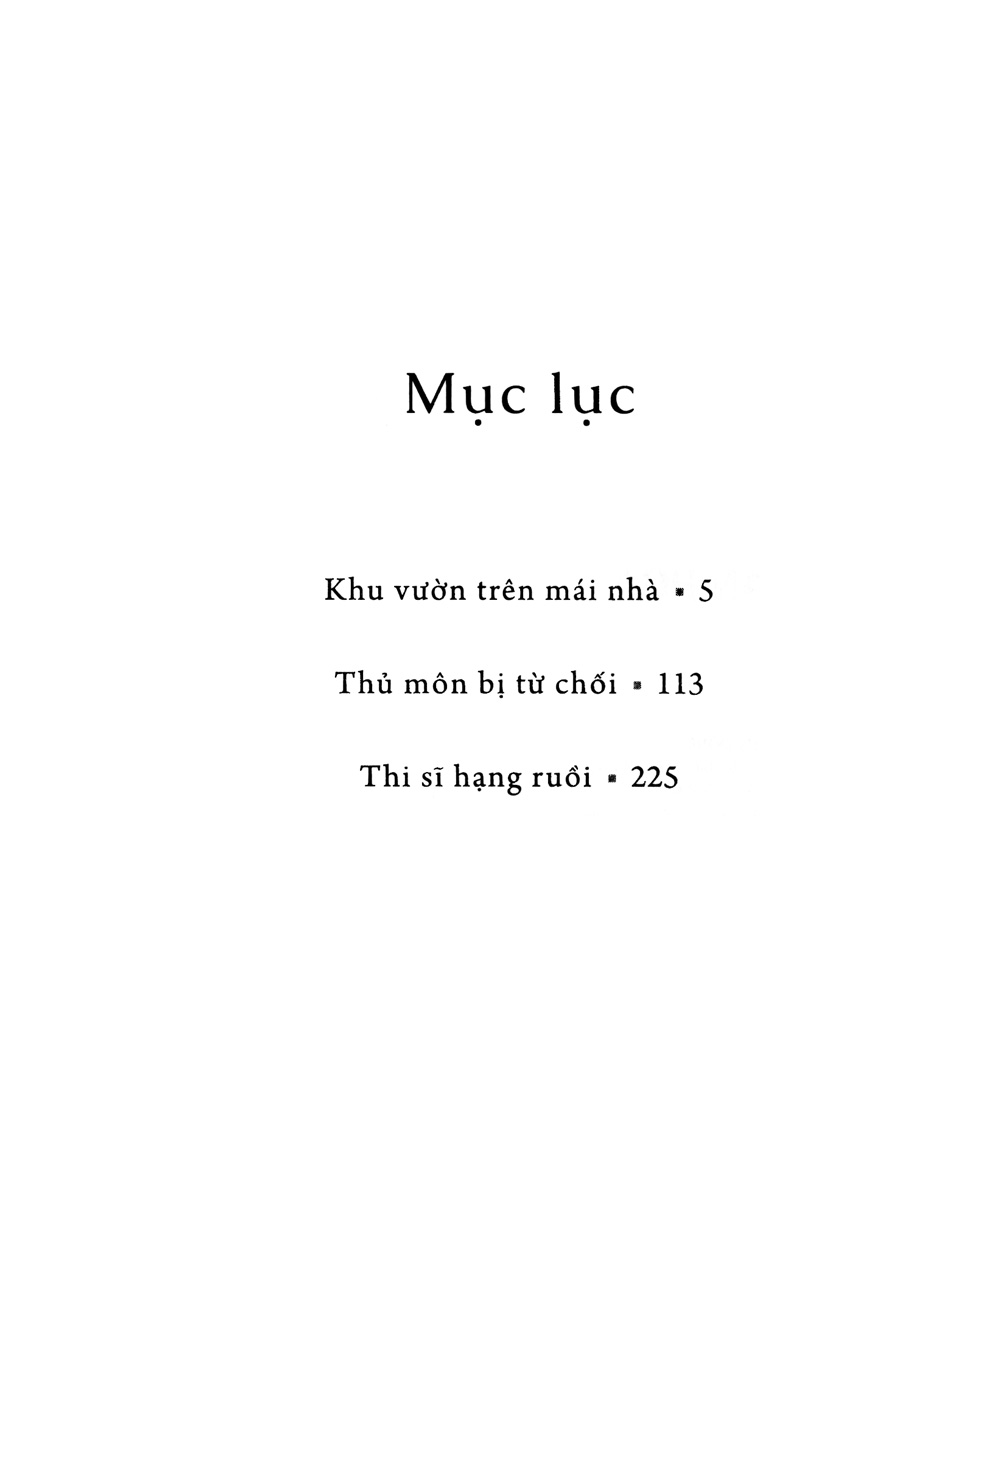 Mục lục
Khu vườn trên mái nhà ▪ 5
Thủ môn bị từ chối ▪ 113
Thi sĩ hạng ruồi ▪ 225